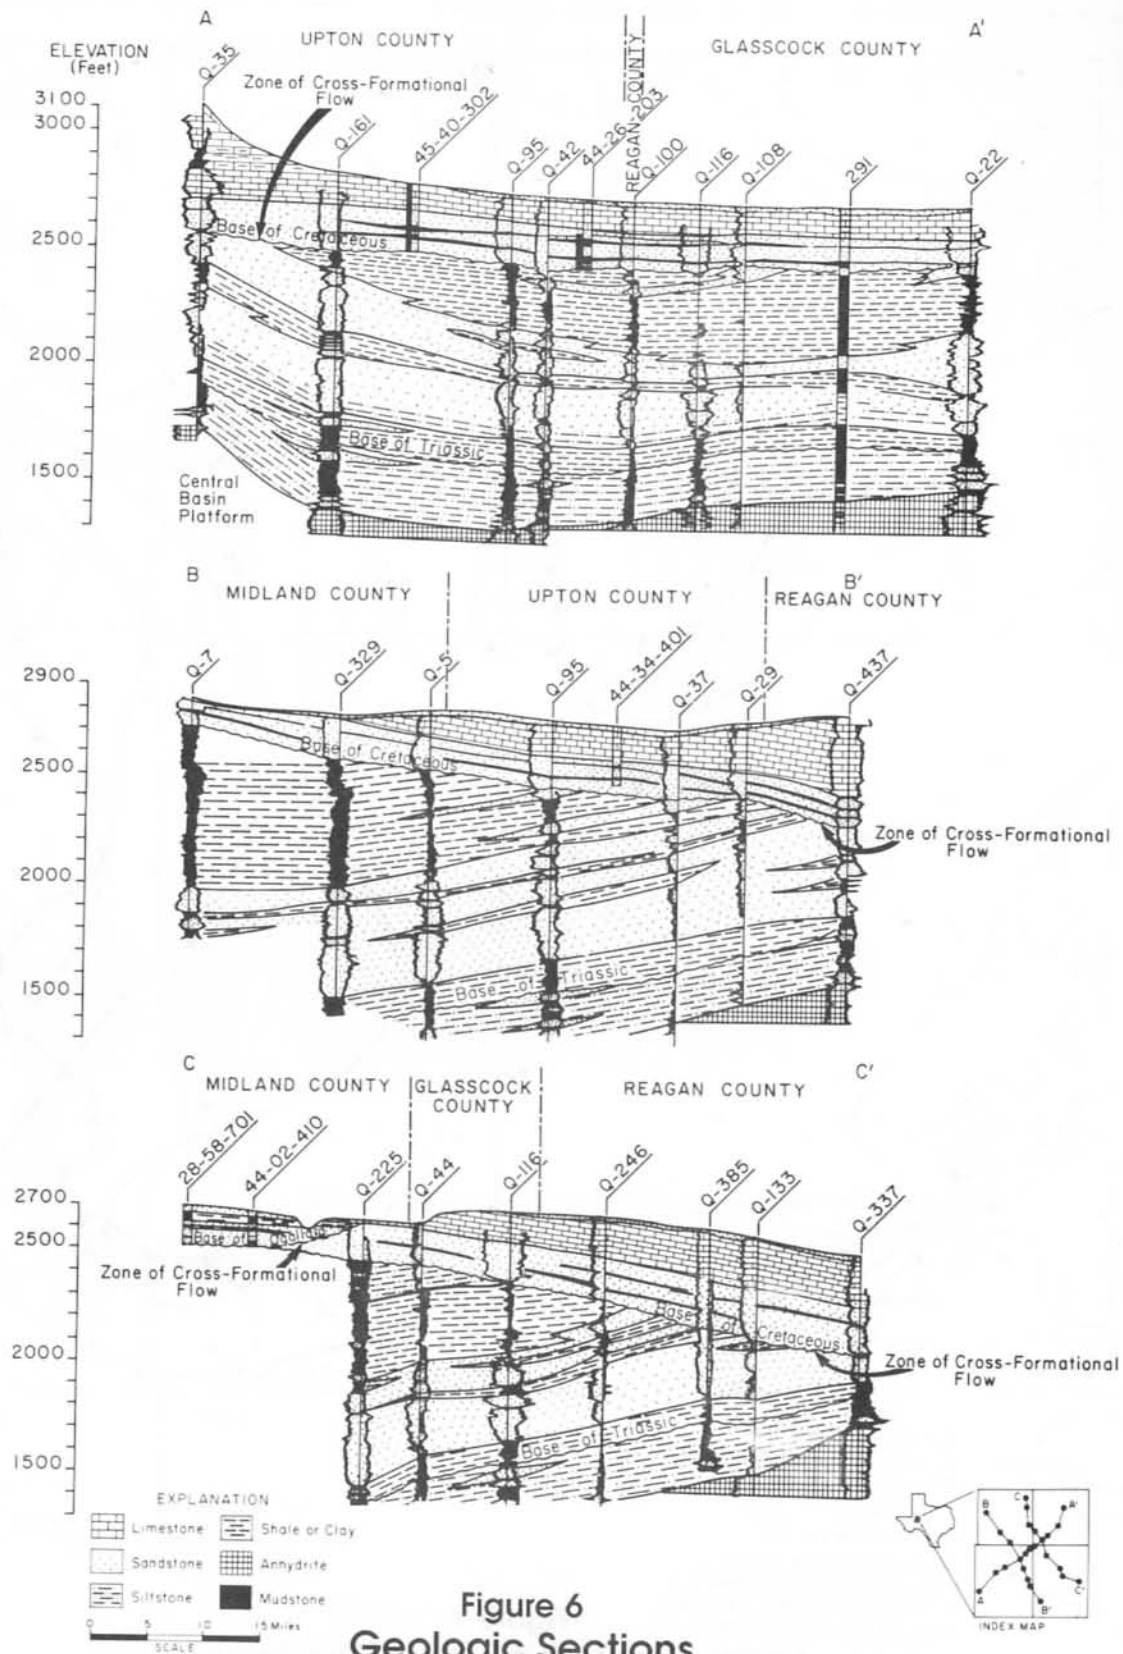 A
A'
UPTON COUNTY
REAGAN COUNTY
GLASSCOCK COUNTY
ELEVATION
(Feet)
Zone of Cross-Formational
Flow
Q-35
Q-161
45-40-302
Q-95
Q-42
44-26-203
Q-100
Q-116
Q-108
291
Q-22
3100
3000
2500
2000
1500
Base of Cretaceous
Base of Triassic
Central
Basin
Platform
B
B'
MIDLAND COUNTY
UPTON COUNTY
REAGAN COUNTY
Q-7
Q-329
Q-5
Q-95
44-34-401
Q-37
Q-29
Q-437
2900
2500
2000
1500
Base of Cretaceous
Zone of Cross-Formational
Flow
Base of Triassic
C
C'
MIDLAND COUNTY
GLASSCOCK
COUNTY
REAGAN COUNTY
28-58-701
44-02-410
Q-225
Q-44
Q-116
Q-246
Q-385
Q-133
Q-337
2700
2500
2000
1500
Base of Ogallala
Zone of Cross-Formational
Flow
Base of Cretaceous
Zone of Cross-Formational
Flow
Base of Triassic
EXPLANATION
Limestone
Shale or Clay
Sandstone
Anhydrite
Siltstone
Mudstone
0 5 10 15 Miles
SCALE
B
C
A'
A
B'
C'
INDEX MAP
Figure 6
Geologic Sections